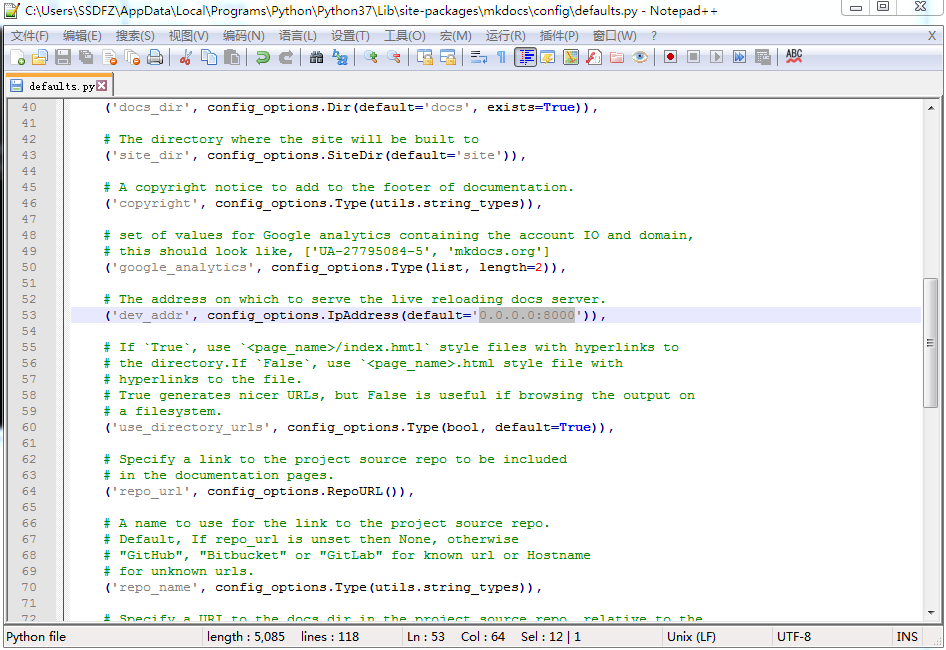 C:\Users\SSDFZ\AppData\Local\Programs\Python\Python37\Lib\site-packages\mkdocs\config\defaults.py - Notepad++
文件(F) 编辑(E) 搜索(S) 视图(V) 编码(N) 语言(L) 设置(T) 工具(O) 宏(M) 运行(R) 插件(P) 窗口(W) ? X
ABC
defaults.py
40 ('docs_dir', config_options.Dir(default='docs', exists=True)),
41
42 # The directory where the site will be built to
43 ('site_dir', config_options.SiteDir(default='site')),
44
45 # A copyright notice to add to the footer of documentation.
46 ('copyright', config_options.Type(utils.string_types)),
47
48 # set of values for Google analytics containing the account IO and domain,
49 # this should look like, ['UA-27795084-5', 'mkdocs.org']
50 ('google_analytics', config_options.Type(list, length=2)),
51
52 # The address on which to serve the live reloading docs server.
53 ('dev_addr', config_options.IpAddress(default='0.0.0.0:8000')),
54
55 # If `True`, use `<page_name>/index.hmtl` style files with hyperlinks to
56 # the directory.If `False`, use `<page_name>.html style file with
57 # hyperlinks to the file.
58 # True generates nicer URLs, but False is useful if browsing the output on
59 # a filesystem.
60 ('use_directory_urls', config_options.Type(bool, default=True)),
61
62 # Specify a link to the project source repo to be included
63 # in the documentation pages.
64 ('repo_url', config_options.RepoURL()),
65
66 # A name to use for the link to the project source repo.
67 # Default, If repo_url is unset then None, otherwise
68 # "GitHub", "Bitbucket" or "GitLab" for known url or Hostname
69 # for unknown urls.
70 ('repo_name', config_options.Type(utils.string_types)),
71
72 # Specify a URL to the docs dir in the project source repo, relative to the
Python file length : 5,085 lines : 118 Ln : 53 Col : 64 Sel : 12 | 1 Unix (LF) UTF-8 INS